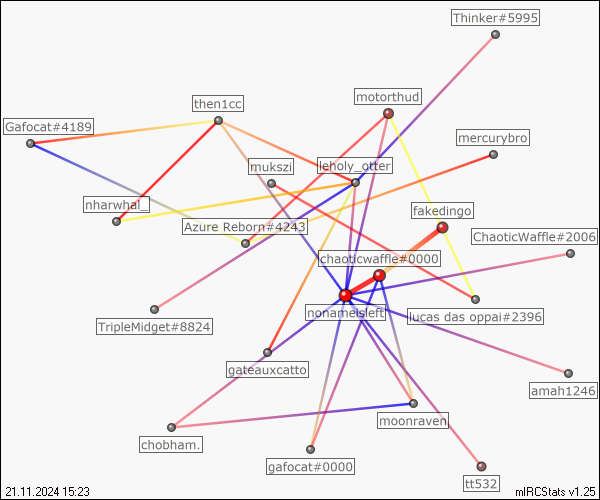 Thinker#5995
then1cc
motorthud
Gafocat#4189
mercurybro
mukszi
leholy_otter
nharwhal_
fakedingo
Azure Reborn#4243
ChaoticWaffle#2006
chaoticwaffle#0000
nonameisleft
lucas das oppai#2396
TripleMidget#8824
gateauxcatto
amah1246
moonraven
chobham.
gafocat#0000
tt532
21.11.2024 15:23
mIRCStats v1.25